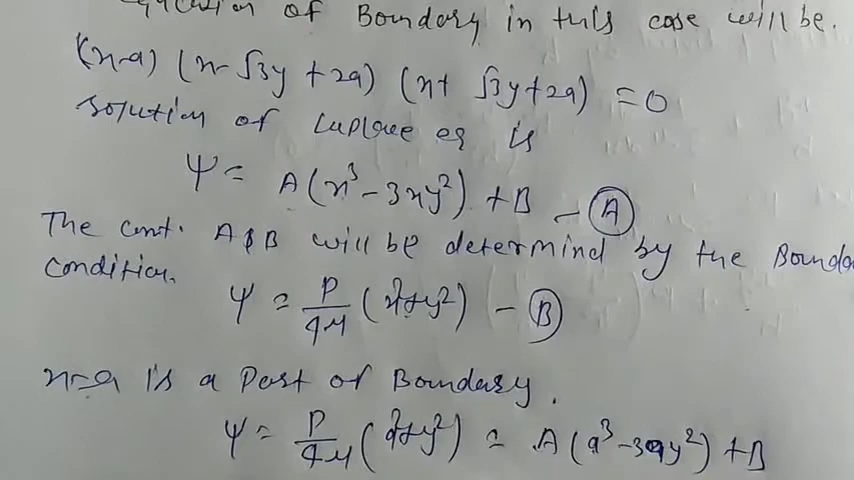 of Boundary in this case will be.
(x-a) (x-√3y+2a) (x+ √3y+2a) =0
solution of Laplace eq is
Ψ = A(x³-3xy²) +B - (A)
The cont. A & B will be determind by the Bounda
condition.
Ψ = P/4μ (x²+y²) - (B)
x=a is a Part of Boundary.
Ψ = P/4μ (a²+y²) = A(a³-3ay²) +B